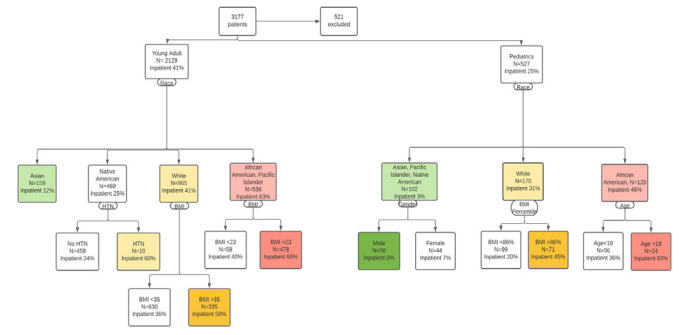 3177
patients
521
excluded
Young Adult
N= 2129
Inpatient 41%
Race
Pediatrics
N=527
Inpatient 25%
Race
Asian
N=159
Inpatient 12%
Native
American
N=469
Inpatient 25%
HTN
White
N=965
Inpatient 41%
BMI
African
American, Pacific
Islander
N=536
Inpatient 63%
BMI
Asian, Pacific
Islander, Native
American
N=102
Inpatient 3%
Gender
White
N=170
Inpatient 31%
BMI
Percentile
African
American, N=120
Inpatient 46%
Age
No HTN
N=459
Inpatient 24%
HTN
N=10
Inpatient 60%
BMI <23
N=58
Inpatient 40%
BMI >23
N=478
Inpatient 66%
Male
N=58
Inpatient 0%
Female
N=44
Inpatient 7%
BMI <86%
N=99
Inpatient 20%
BMI >86%
N=71
Inpatient 45%
Age<18
N=96
Inpatient 36%
Age >18
N=24
Inpatient 83%
BMI <35
N=630
Inpatient 36%
BMI >35
N=335
Inpatient 50%